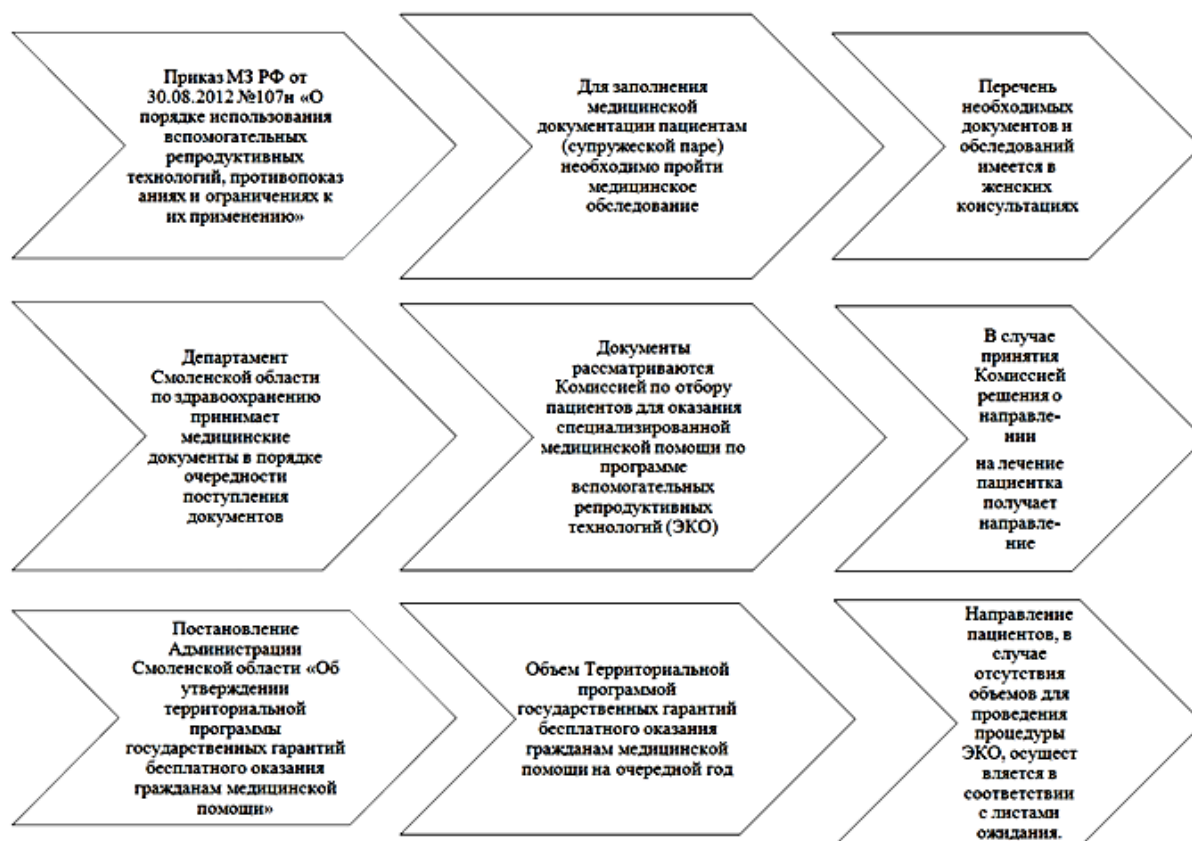 Приказ МЗ РФ от
30.08.2012 №107н «О
порядке использования
вспомогательных
репродуктивных
технологий, противопоказ
аниях и ограничениях к
их применению»
Для заполнения
медицинской
документации пациентам
(супружеской паре)
необходимо пройти
медицинское
обследование
Перечень
необходимых
документов и
обследований
имеется в
женских
консультациях
Департамент
Смоленской области
по здравоохранению
принимает
медицинские
документы в порядке
очередности
поступления
документов
Документы
рассматриваются
Комиссией по отбору
пациентов для оказания
специализированной
медицинской помощи по
программе
вспомогательных
репродуктивных
технологий (ЭКО)
В случае
принятия
Комиссией
решения о
направле-
нии
на лечение
пациентка
получает
направле-
ние
Постановление
Администрации
Смоленской области «Об
утверждении
территориальной
программы
государственных гарантий
бесплатного оказания
гражданам медицинской
помощи»
Объем Территориальной
программой
государственных гарантий
бесплатного оказания
гражданам медицинской
помощи на очередной год
Направление
пациентов, в
случае
отсутствия
объемов для
проведения
процедуры
ЭКО, осущест
вляется в
соответствии
с листами
ожидания.